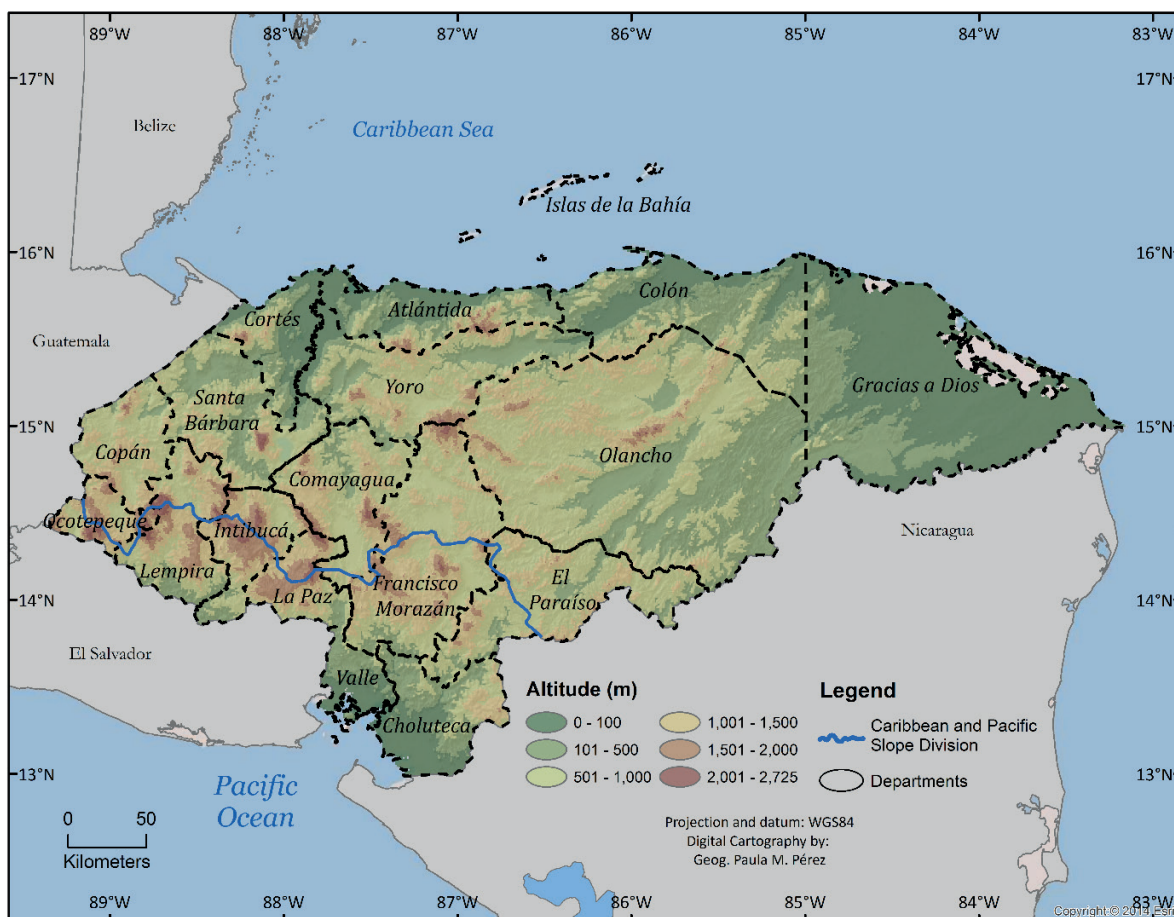 89°W 88°W 87°W 86°W 85°W 84°W 83°W
17°N 17°N
Belize
Caribbean Sea
Islas de la Bahía
16°N 16°N
Colón
Atlántida
Cortés
Guatemala
Yoro
Gracias a Dios
Santa
Bárbara
15°N 15°N
Copán
Olancho
Comayagua
Ocotepeque
Intibucá
Nicaragua
Lempira
Francisco
Morazán
El
Paraíso
La Paz
14°N 14°N
El Salvador
Valle
Choluteca
Altitude (m)
0 - 100
101 - 500
501 - 1,000
1,001 - 1,500
1,501 - 2,000
2,001 - 2,725
Legend
Caribbean and Pacific
Slope Division
Departments
13°N 13°N
Pacific
Ocean
0 50
Kilometers
Projection and datum: WGS84
Digital Cartography by:
Geog. Paula M. Pérez
89°W 88°W 87°W 86°W 85°W 84°W 83°W
Copyright:© 2014 Esri